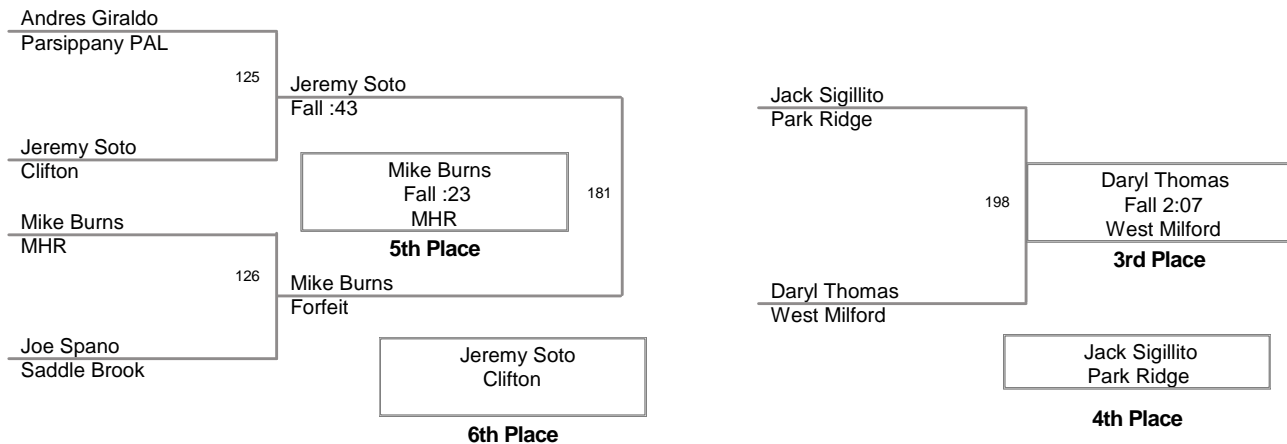 Andres Giraldo
Parsippany PAL
125
Jeremy Soto
Fall :43
Jeremy Soto
Clifton
Mike Burns
Fall :23
MHR
5th Place
181
Mike Burns
MHR
126
Mike Burns
Forfeit
Joe Spano
Saddle Brook
Jeremy Soto
Clifton
6th Place
Jack Sigillito
Park Ridge
198
Daryl Thomas
Fall 2:07
West Milford
3rd Place
Daryl Thomas
West Milford
Jack Sigillito
Park Ridge
4th Place